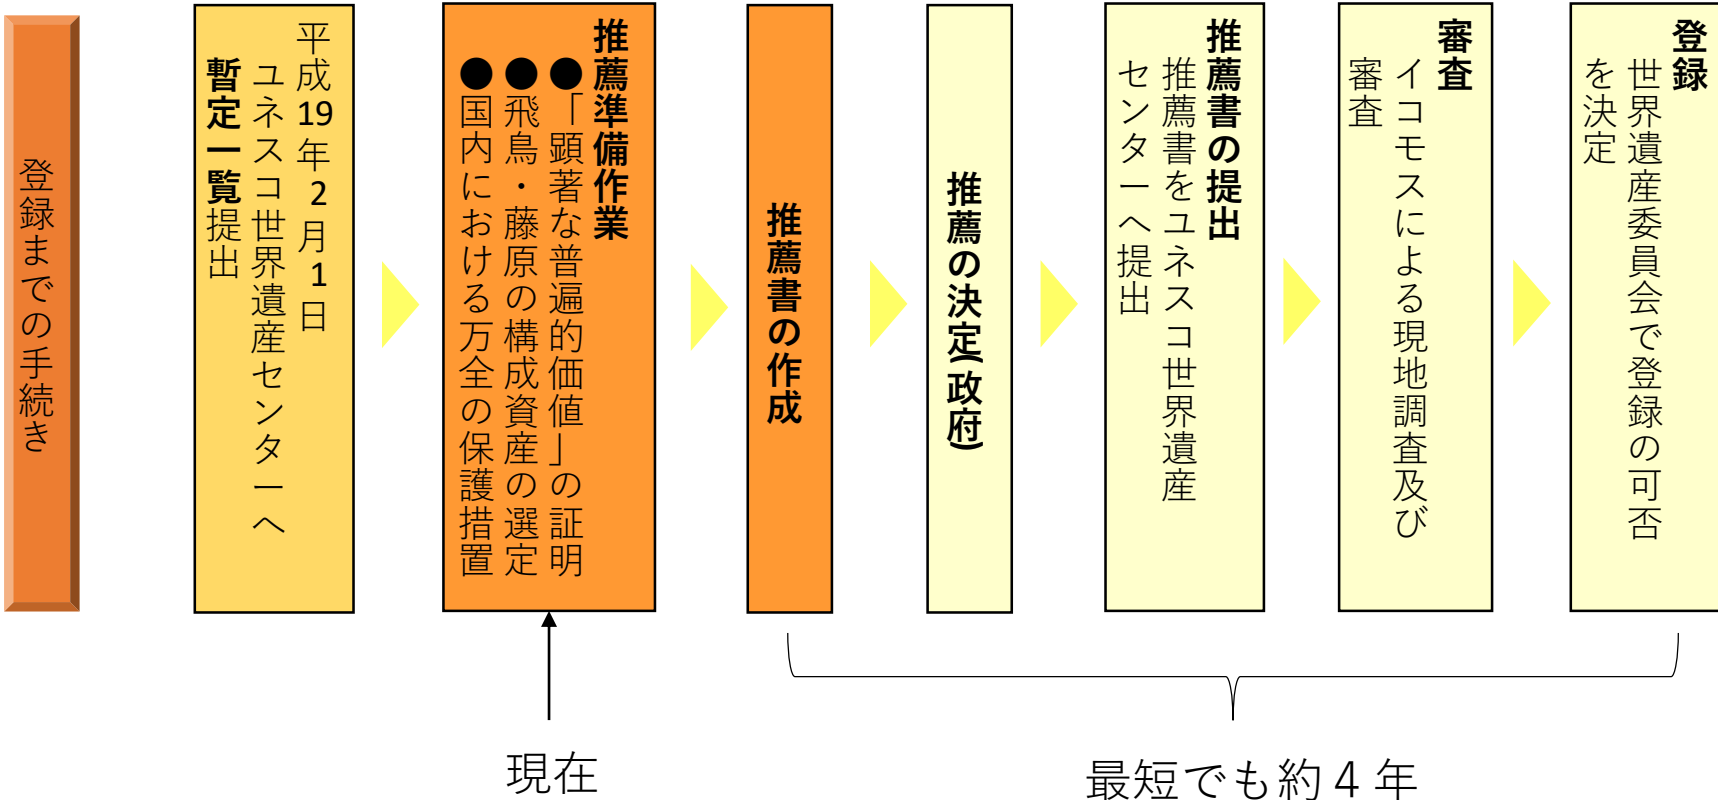 登録までの手続き
平成19年2月1日
ユネスコ世界遺産センターへ
暫定一覧提出
推薦準備作業
●「顕著な普遍的価値」の証明
●飛鳥・藤原の構成資産の選定
●国内における万全の保護措置
推薦書の作成
推薦の決定(政府)
推薦書の提出
推薦書をユネスコ世界遺産
センターへ提出
審査
イコモスによる現地調査及び
審査
登録
世界遺産委員会で登録の可否
を決定
現在
最短でも約4年